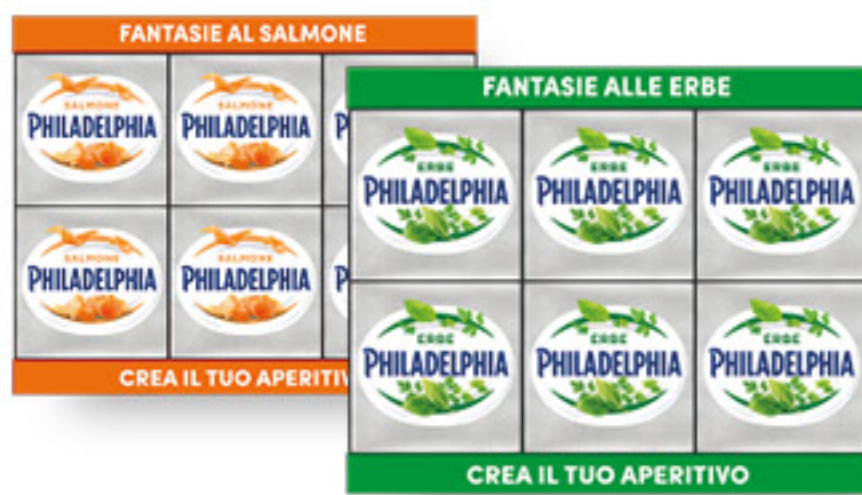 FANTASIE AL SALMONE
SALMONE
PHILADELPHIA
SALMONE
PHILADELPHIA
P
SALMONE
PHILADELPHIA
SALMONE
PHILADELPHIA
P
CREA IL TUO APERITIV
FANTASIE ALLE ERBE
ERBE
PHILADELPHIA
ERBE
PHILADELPHIA
ERBE
PHILADELPHIA
ERBE
PHILADELPHIA
ERBE
PHILADELPHIA
ERBE
PHILADELPHIA
CREA IL TUO APERITIVO